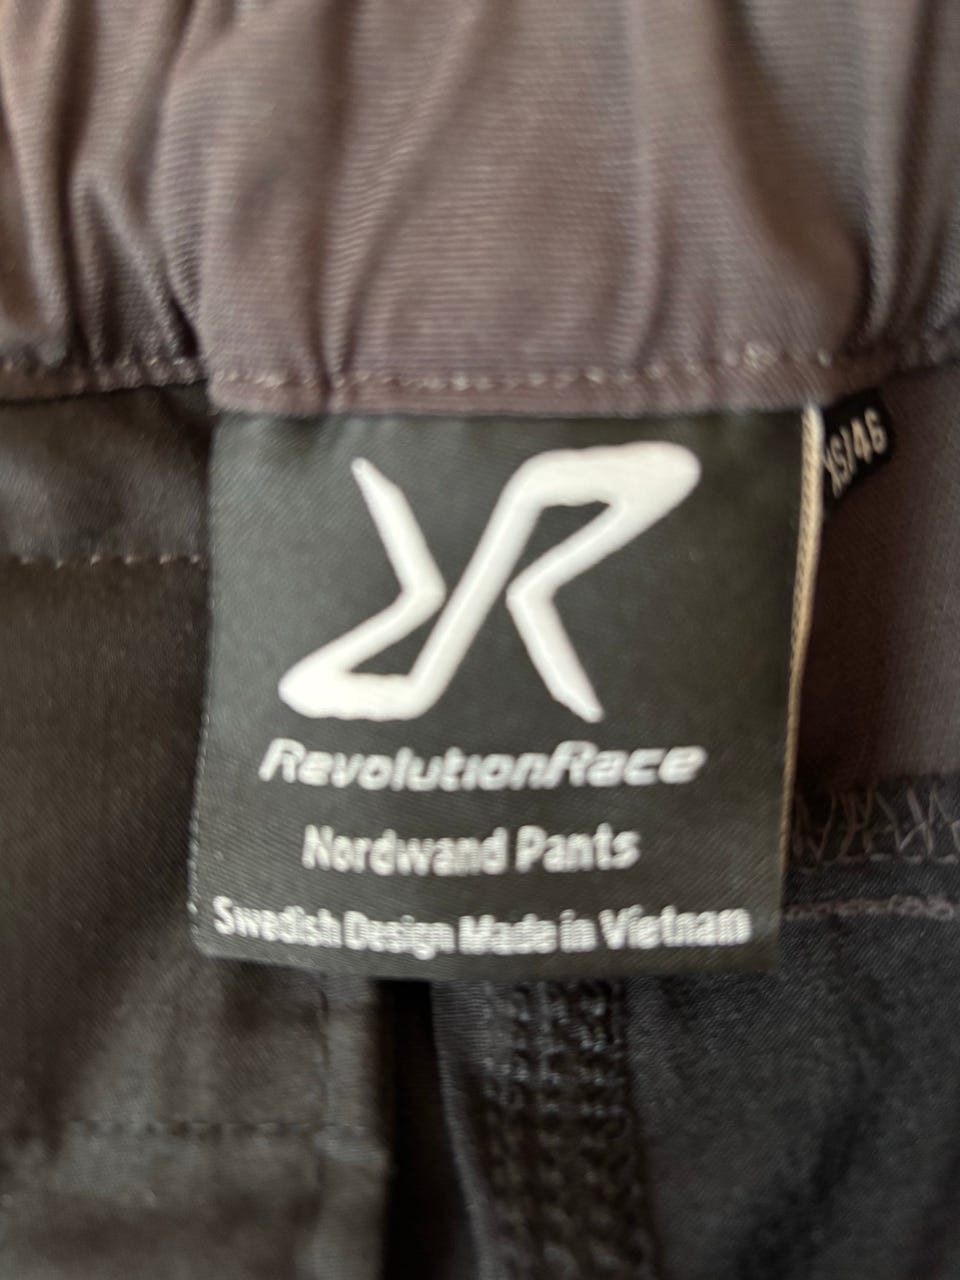 XS/46
RevolutionRace
Nordwand Pants
Swedish Design Made in Vietnam